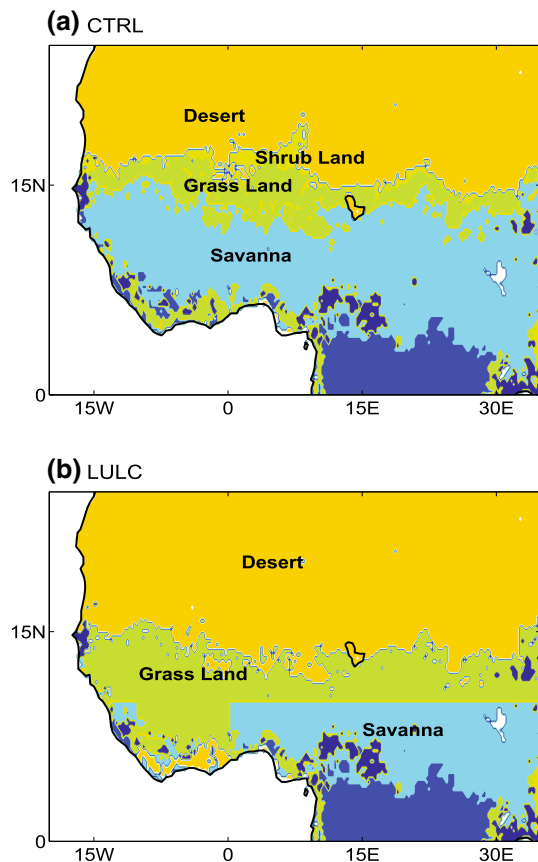 (a) CTRL
Desert
Shrub Land
Grass Land
Savanna
15N
0
15W 0 15E 30E
(b) LULC
Desert
Grass Land
Savanna
15N
0
15W 0 15E 30E